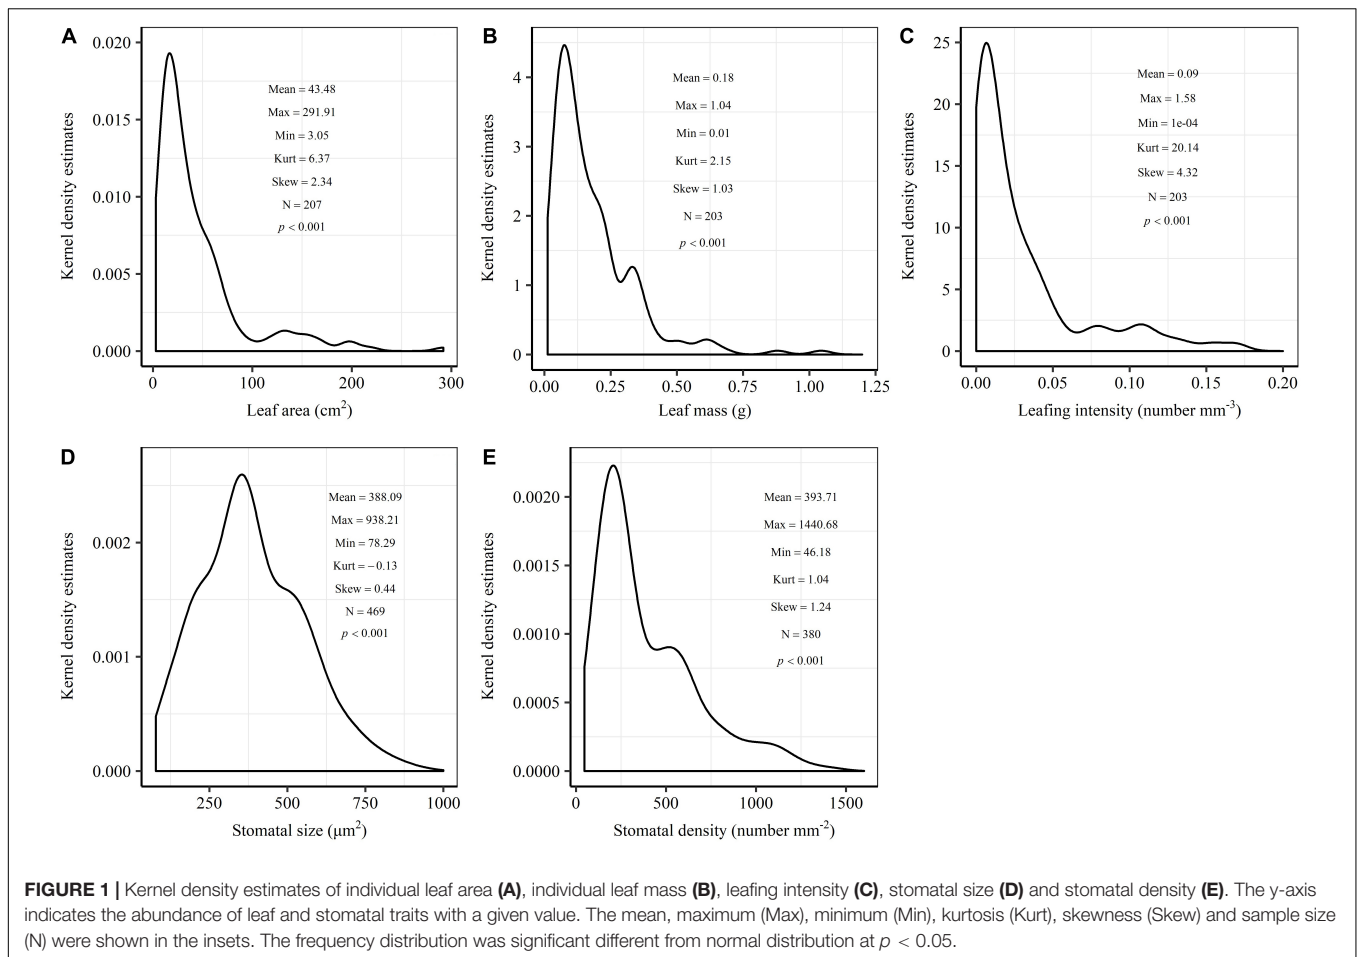 A
0.020
0.015
0.010
0.005
0.000
Kernel density estimates
Mean = 43.48
Max = 291.91
Min = 3.05
Kurt = 6.37
Skew = 2.34
N = 207
p < 0.001
0 100 200 300
Leaf area (cm²)
B
4
3
2
1
0
Kernel density estimates
Mean = 0.18
Max = 1.04
Min = 0.01
Kurt = 2.15
Skew = 1.03
N = 203
p < 0.001
0.00 0.25 0.50 0.75 1.00 1.25
Leaf mass (g)
C
25
20
15
10
5
0
Kernel density estimates
Mean = 0.09
Max = 1.58
Min = 1e-04
Kurt = 20.14
Skew = 4.32
N = 203
p < 0.001
0.00 0.05 0.10 0.15 0.20
Leafing intensity (number mm⁻³)
D
0.002
0.001
0.000
Kernel density estimates
Mean = 388.09
Max = 938.21
Min = 78.29
Kurt = −0.13
Skew = 0.44
N = 469
p < 0.001
250 500 750 1000
Stomatal size (μm²)
E
0.0020
0.0015
0.0010
0.0005
0.0000
Kernel density estimates
Mean = 393.71
Max = 1440.68
Min = 46.18
Kurt = 1.04
Skew = 1.24
N = 380
p < 0.001
0 500 1000 1500
Stomatal density (number mm⁻²)
FIGURE 1 | Kernel density estimates of individual leaf area (A), individual leaf mass (B), leafing intensity (C), stomatal size (D) and stomatal density (E). The y-axis
indicates the abundance of leaf and stomatal traits with a given value. The mean, maximum (Max), minimum (Min), kurtosis (Kurt), skewness (Skew) and sample size
(N) were shown in the insets. The frequency distribution was significant different from normal distribution at p < 0.05.